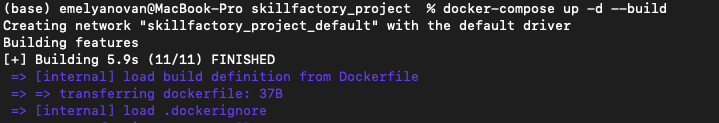 (base) emelyanovan@MacBook-Pro skillfactory_project  % docker-compose up -d --build
Creating network "skillfactory_project_default" with the default driver
Building features
[+] Building 5.9s (11/11) FINISHED
 => [internal] load build definition from Dockerfile
 => => transferring dockerfile: 37B
 => [internal] load .dockerignore